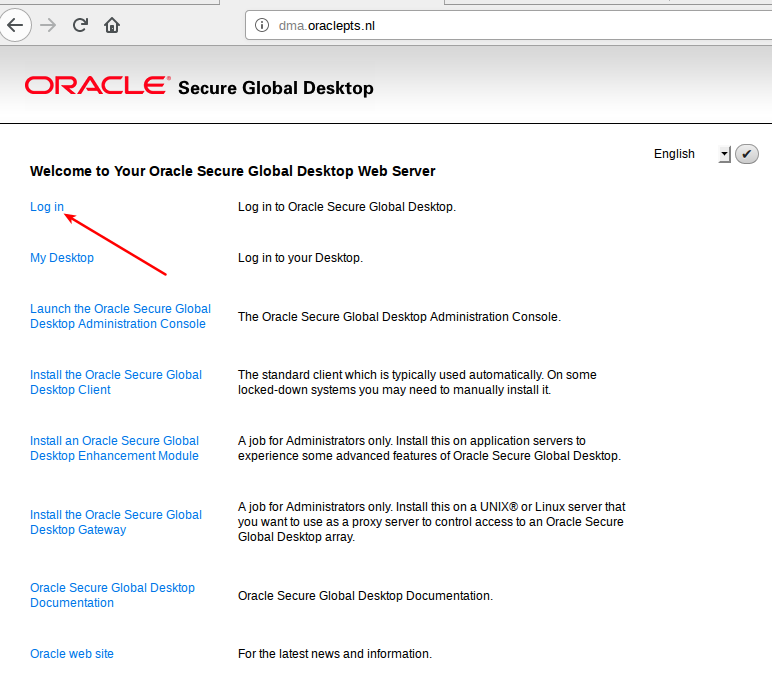 dma.oraclepts.nl
ORACLE® Secure Global Desktop
English
Welcome to Your Oracle Secure Global Desktop Web Server
Log in
Log in to Oracle Secure Global Desktop.
My Desktop
Log in to your Desktop.
Launch the Oracle Secure Global
Desktop Administration Console
The Oracle Secure Global Desktop Administration Console.
Install the Oracle Secure Global
Desktop Client
The standard client which is typically used automatically. On some
locked-down systems you may need to manually install it.
Install an Oracle Secure Global
Desktop Enhancement Module
A job for Administrators only. Install this on application servers to
experience some advanced features of Oracle Secure Global Desktop.
Install the Oracle Secure Global
Desktop Gateway
A job for Administrators only. Install this on a UNIX® or Linux server that
you want to use as a proxy server to control access to an Oracle Secure
Global Desktop array.
Oracle Secure Global Desktop
Documentation
Oracle Secure Global Desktop Documentation.
Oracle web site
For the latest news and information.